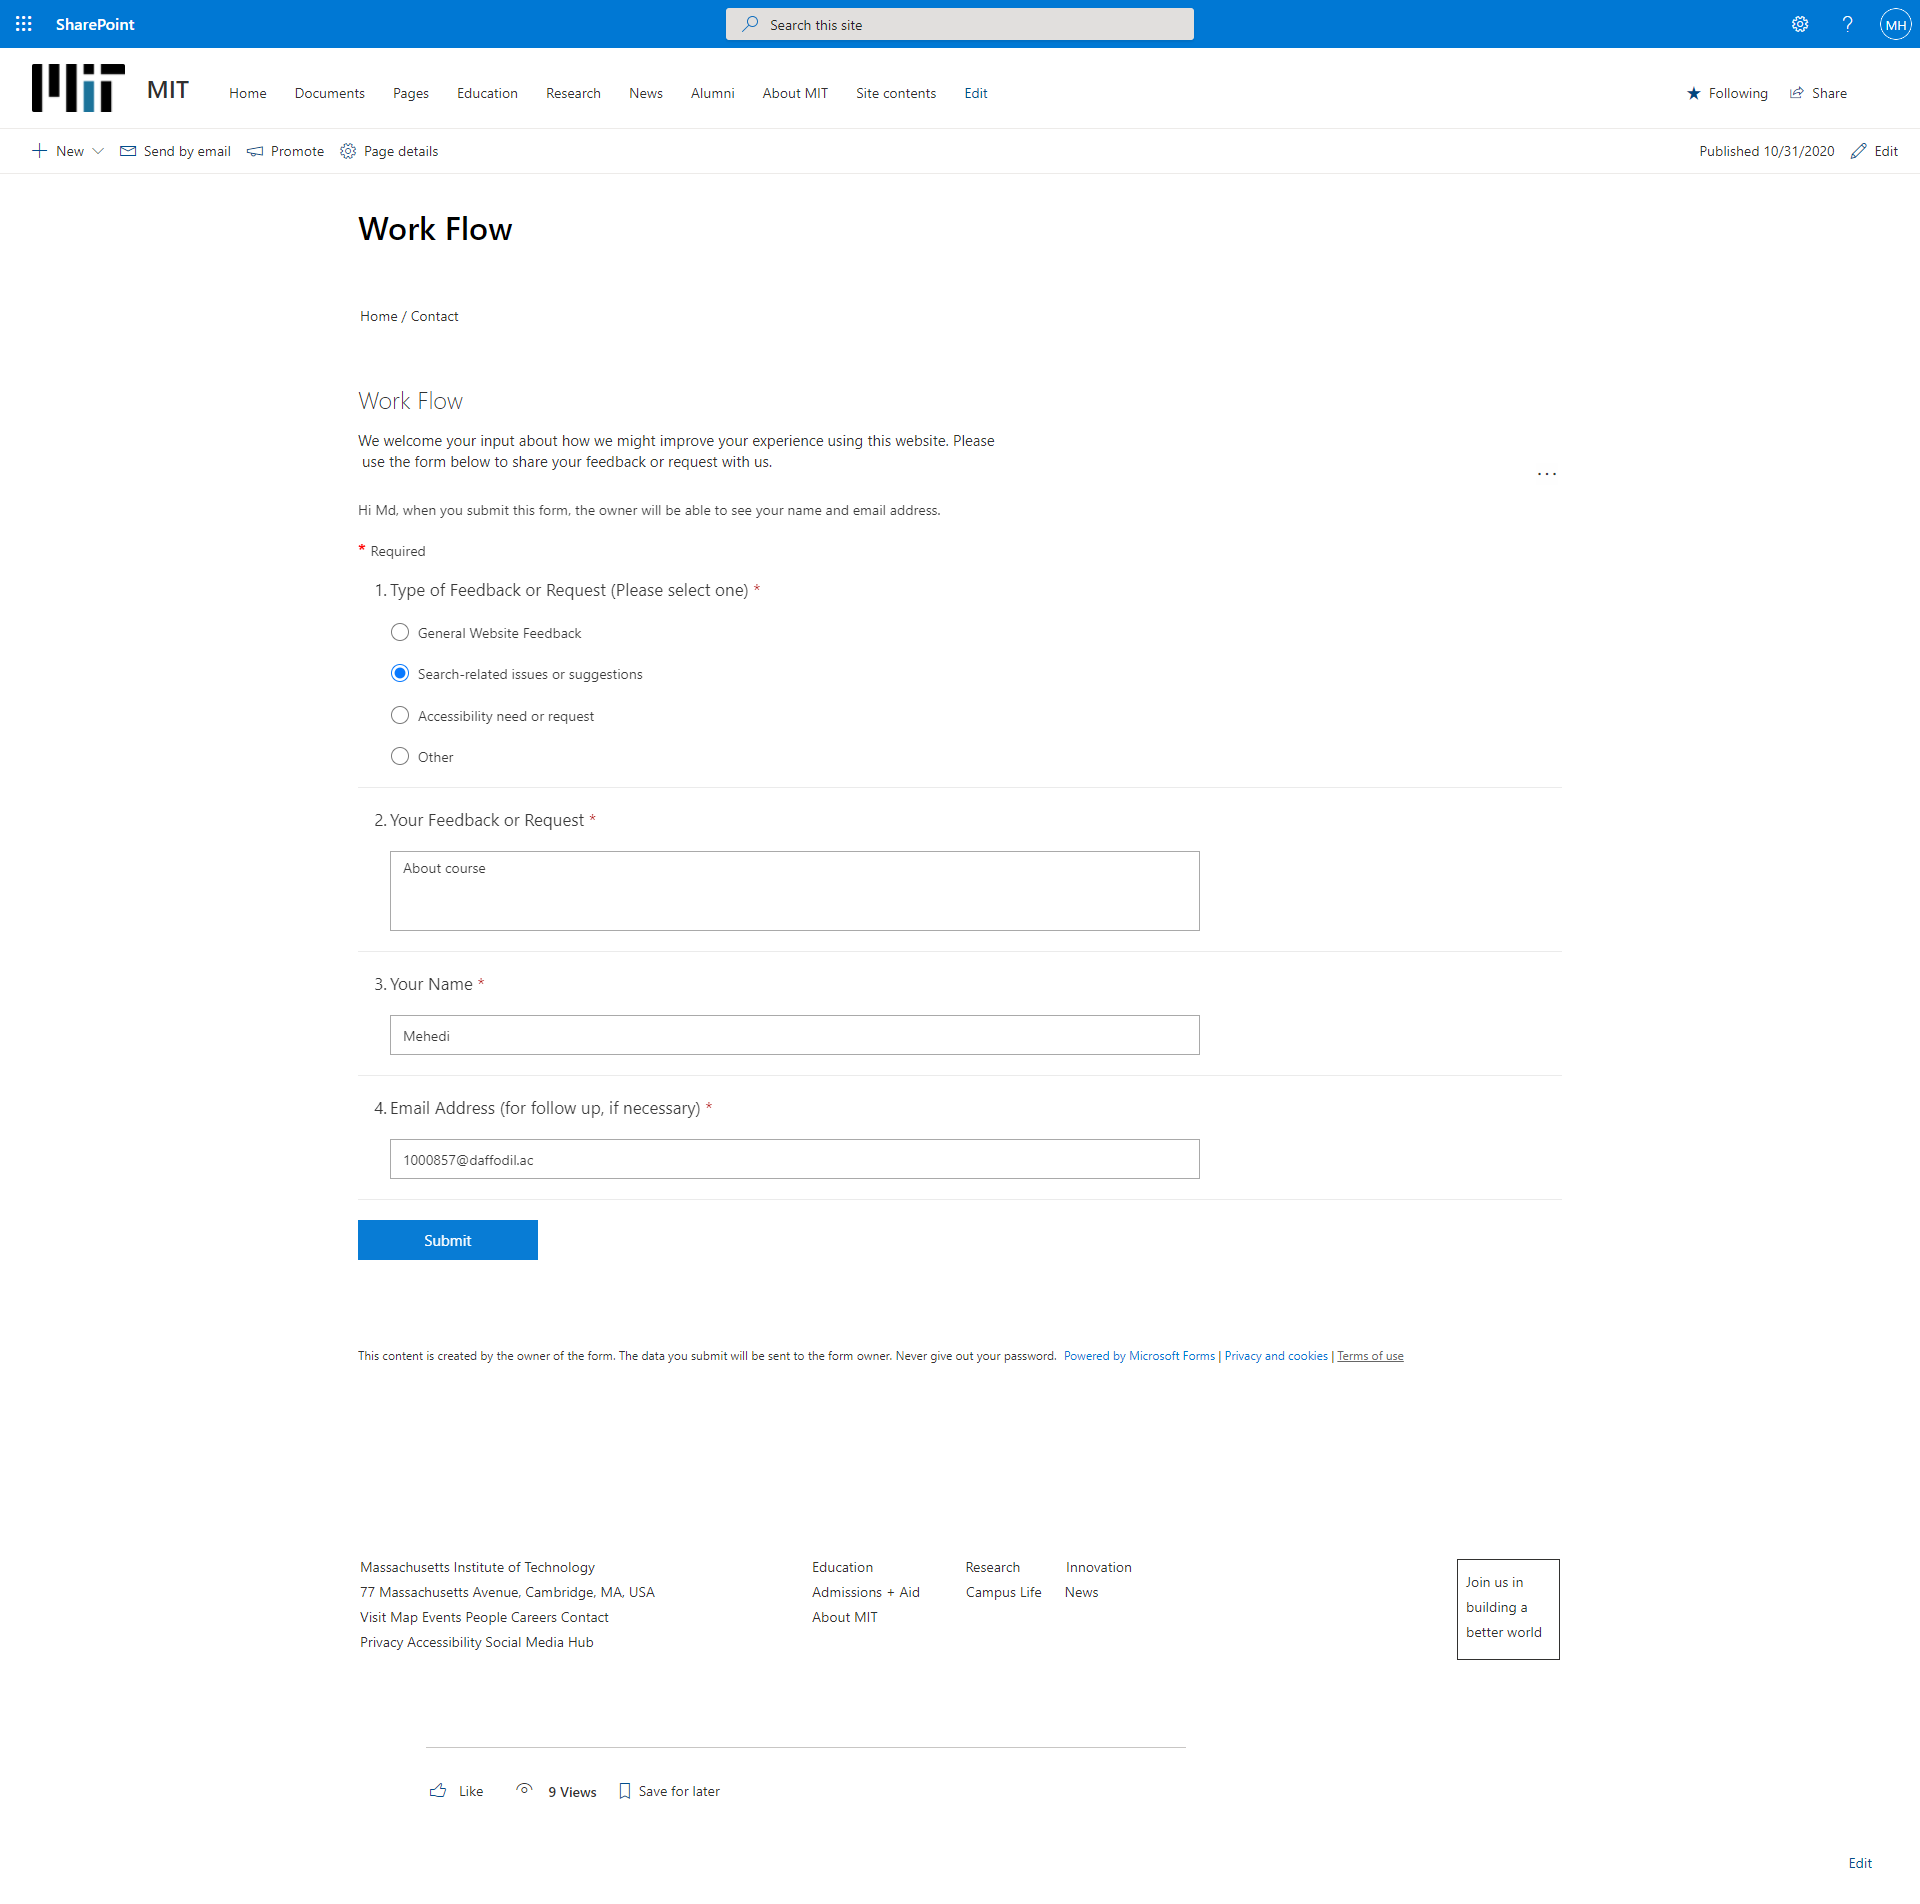 SharePoint
Search this site
?
MH
MIT
MIT
Home Documents Pages Education Research News Alumni About MIT Site contents Edit
Following Share
New Send by email Promote Page details
Published 10/31/2020 Edit
Work Flow
Home / Contact
Work Flow
We welcome your input about how we might improve your experience using this website. Please
use the form below to share your feedback or request with us.
...
Hi Md, when you submit this form, the owner will be able to see your name and email address.
* Required
1. Type of Feedback or Request (Please select one) *
General Website Feedback
Search-related issues or suggestions
Accessibility need or request
Other
2. Your Feedback or Request *
About course
3. Your Name *
Mehedi
4. Email Address (for follow up, if necessary) *
1000857@daffodil.ac
Submit
This content is created by the owner of the form. The data you submit will be sent to the form owner. Never give out your password. Powered by Microsoft Forms | Privacy and cookies | Terms of use
Massachusetts Institute of Technology
77 Massachusetts Avenue, Cambridge, MA, USA
Visit Map Events People Careers Contact
Privacy Accessibility Social Media Hub
Education Research Innovation
Admissions + Aid Campus Life News
About MIT
Join us in
building a
better world
Like 9 Views Save for later
Edit